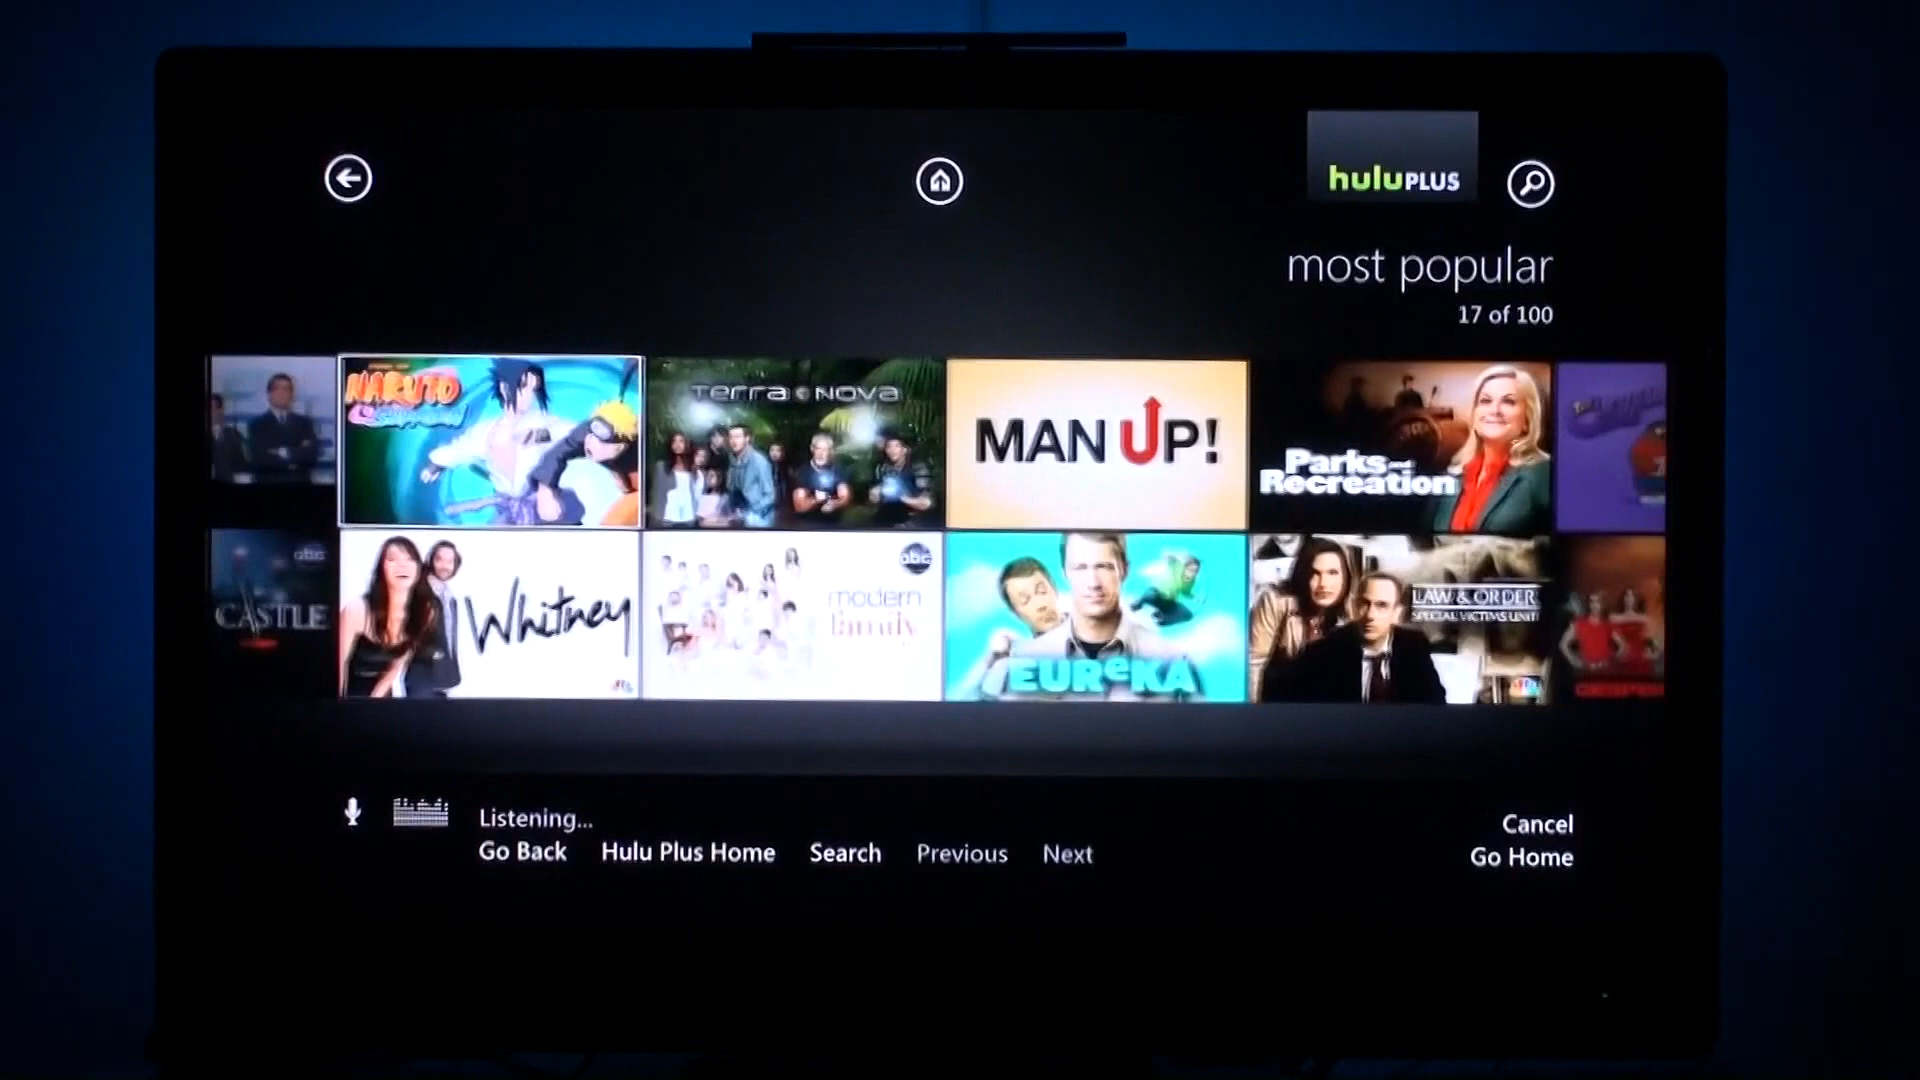 huluPLUS
most popular
17 of 100
NARUTO
Shippuden
TERRA NOVA
MAN UP!
Parks and
Recreation
abc
CASTLE
Whitney
abc
modern
family
EUReKA
LAW & ORDER
SPECIAL VICTIMS UNIT
Listening...
Cancel
Go Back Hulu Plus Home Search Previous Next
Go Home